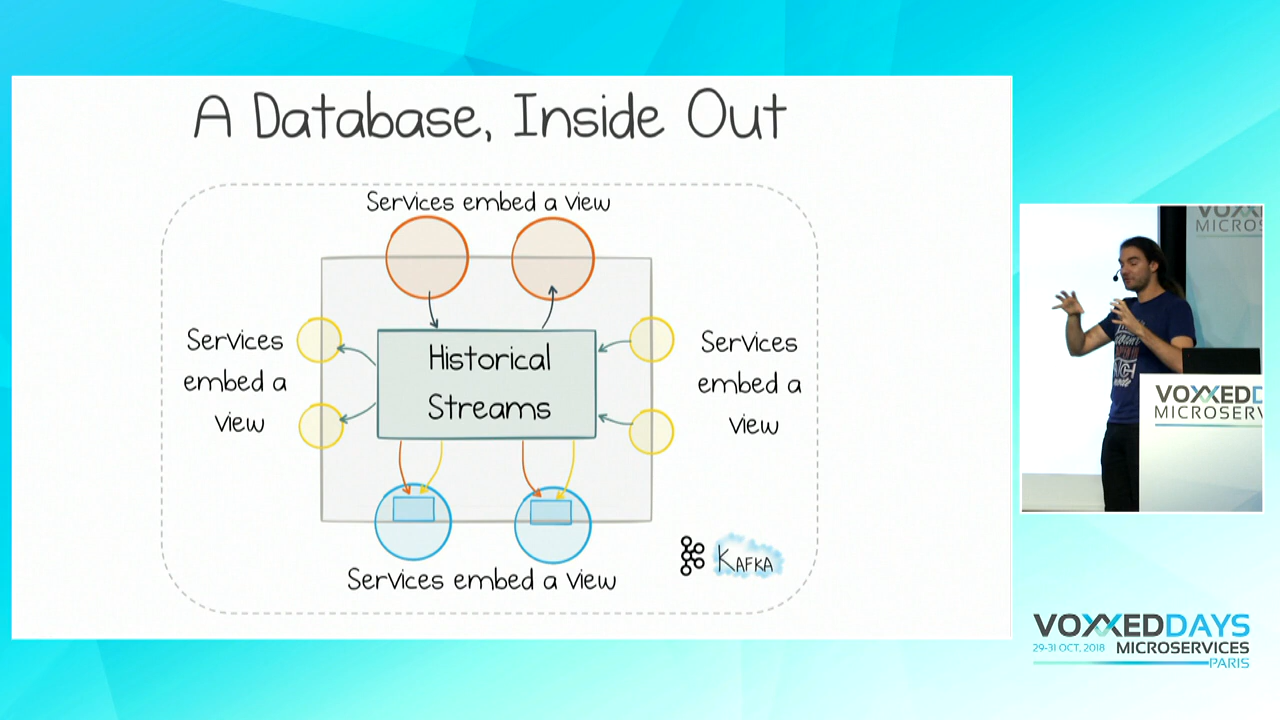 A Database, Inside Out
Services embed a view
Services
embed a
view
Historical
Streams
Services
embed a
view
Services embed a view
KAFKA
VOXXED
MICROS
VOXXEDD
MICROSERV
VOXXEDDAYS
29-31 OCT, 2018 MICROSERVICES
PARIS